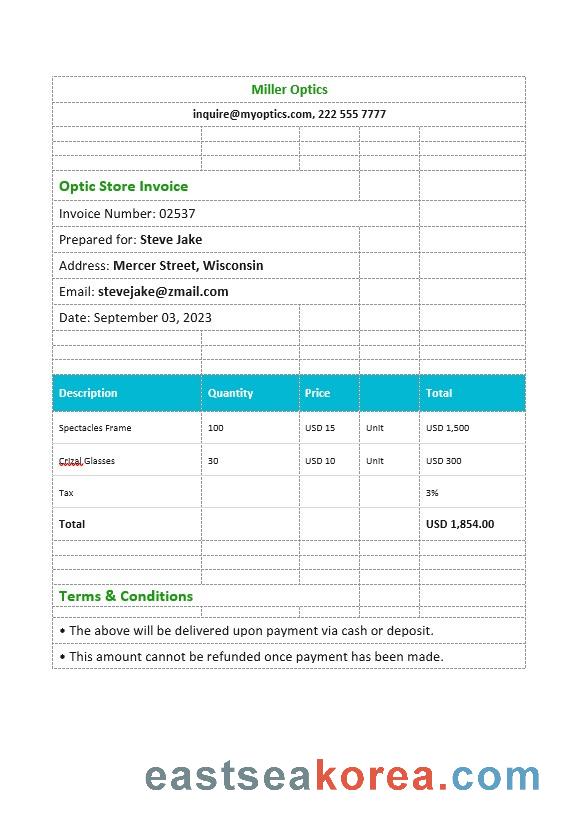 Miller Optics
inquire@myoptics.com, 222 555 7777
Optic Store Invoice
Invoice Number: 02537
Prepared for: Steve Jake
Address: Mercer Street, Wisconsin
Email: stevejake@zmail.com
Date: September 03, 2023
Description Quantity Price Total
Spectacles Frame 100 USD 15 Unit USD 1,500
Crizal Glasses 30 USD 10 Unit USD 300
Tax 3%
Total USD 1,854.00
Terms & Conditions
• The above will be delivered upon payment via cash or deposit.
• This amount cannot be refunded once payment has been made.
eastseakorea.com